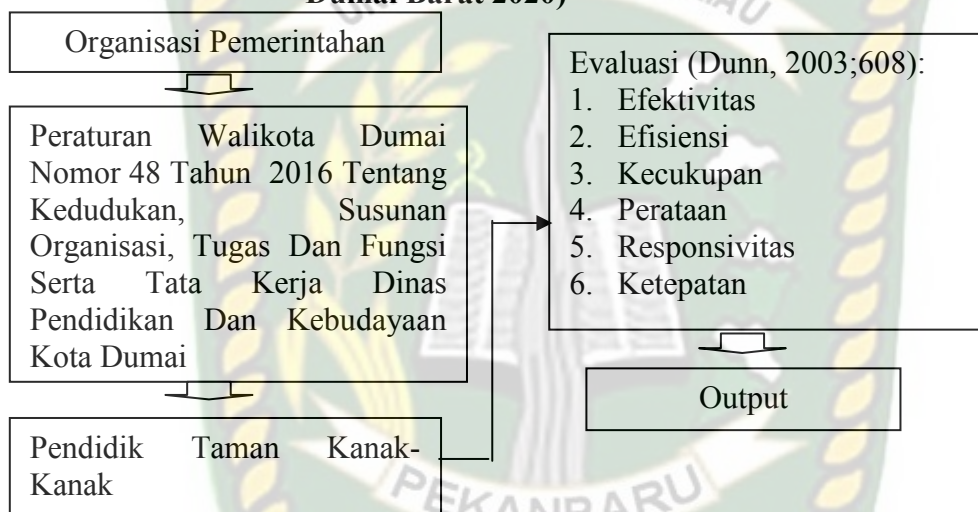 Dumai Barat 2020)
Organisasi Pemerintahan
Peraturan Walikota Dumai
Nomor 48 Tahun 2016 Tentang
Kedudukan, Susunan
Organisasi, Tugas Dan Fungsi
Serta Tata Kerja Dinas
Pendidikan Dan Kebudayaan
Kota Dumai
Pendidik Taman Kanak-
Kanak
Evaluasi (Dunn, 2003;608):
1. Efektivitas
2. Efisiensi
3. Kecukupan
4. Perataan
5. Responsivitas
6. Ketepatan
Output
PEKANBARU